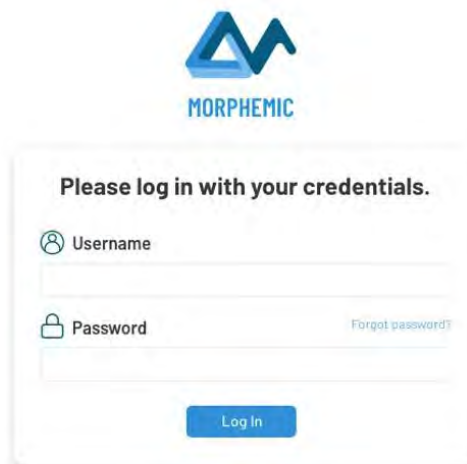 MORPHEMIC
Please log in with your credentials.
Username
Password Forgot password?
Log In